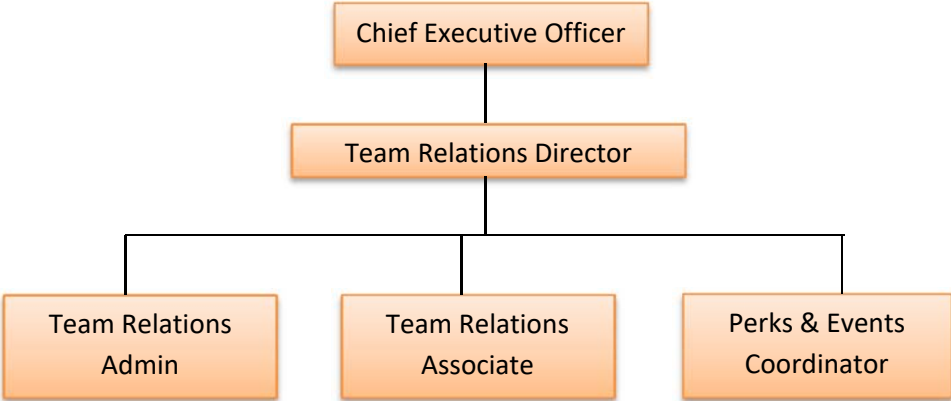 Chief Executive Officer
Team Relations Director
Team Relations
Admin
Team Relations
Associate
Perks & Events
Coordinator